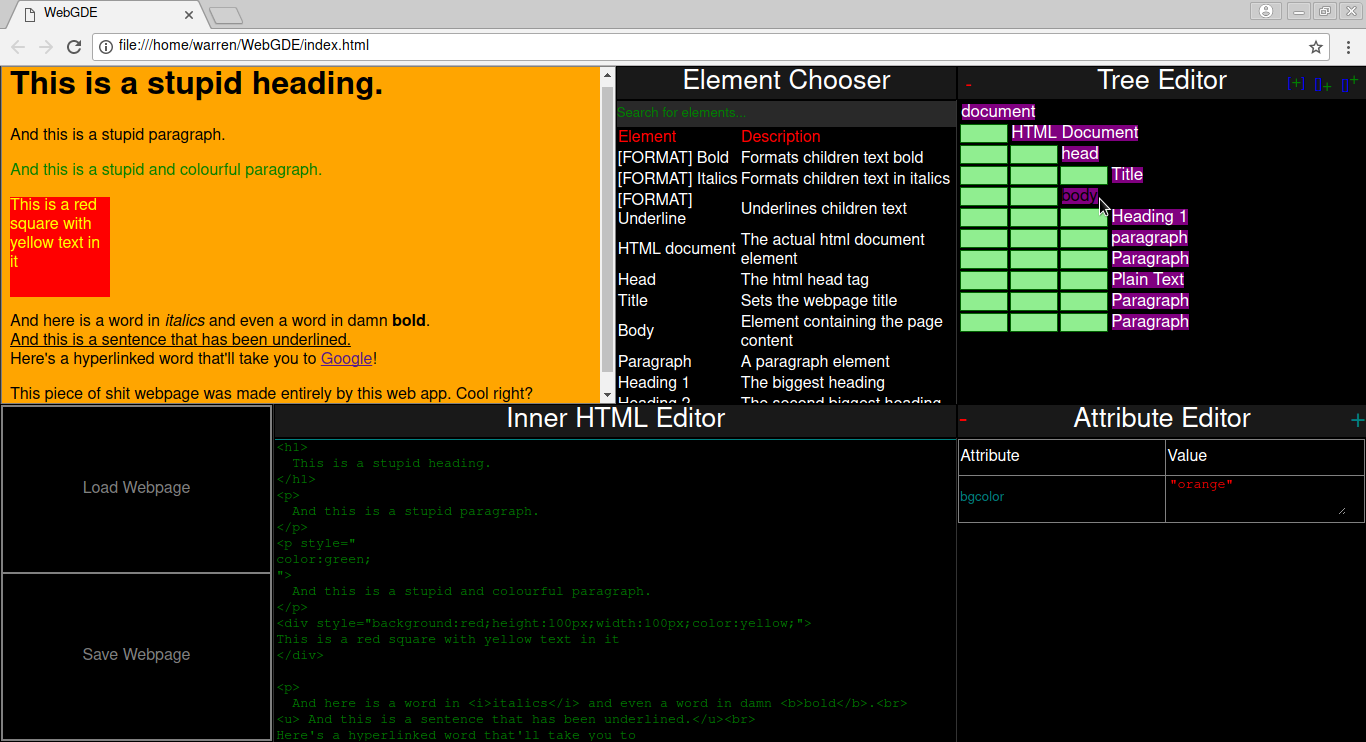 WebGDE
file:///home/warren/WebGDE/index.html
This is a stupid heading.
And this is a stupid paragraph.
And this is a stupid and colourful paragraph.
This is a red
square with
yellow text in
it
And here is a word in italics and even a word in damn bold.
And this is a sentence that has been underlined.
Here's a hyperlinked word that'll take you to Google!
This piece of shit webpage was made entirely by this web app. Cool right?
Element Chooser
Search for elements...
Element Description
[FORMAT] Bold Formats children text bold
[FORMAT] Italics Formats children text in italics
[FORMAT]
Underline Underlines children text
HTML document The actual html document
element
Head The html head tag
Title Sets the webpage title
Body Element containing the page
content
Paragraph A paragraph element
Heading 1 The biggest heading
Heading 2 The second biggest heading
- Tree Editor
document
HTML Document
head
Title
body
Heading 1
paragraph
Paragraph
Plain Text
Paragraph
Paragraph
Load Webpage
Save Webpage
Inner HTML Editor
<h1>
This is a stupid heading.
</h1>
<p>
And this is a stupid paragraph.
</p>
<p style="
color:green;
">
And this is a stupid and colourful paragraph.
</p>
<div style="background:red;height:100px;width:100px;color:yellow;">
This is a red square with yellow text in it
</div>
<p>
And here is a word in <i>italics</i> and even a word in damn <b>bold</b>.<br>
<u> And this is a sentence that has been underlined.</u><br>
Here's a hyperlinked word that'll take you to
- Attribute Editor +
Attribute Value
bgcolor "orange"